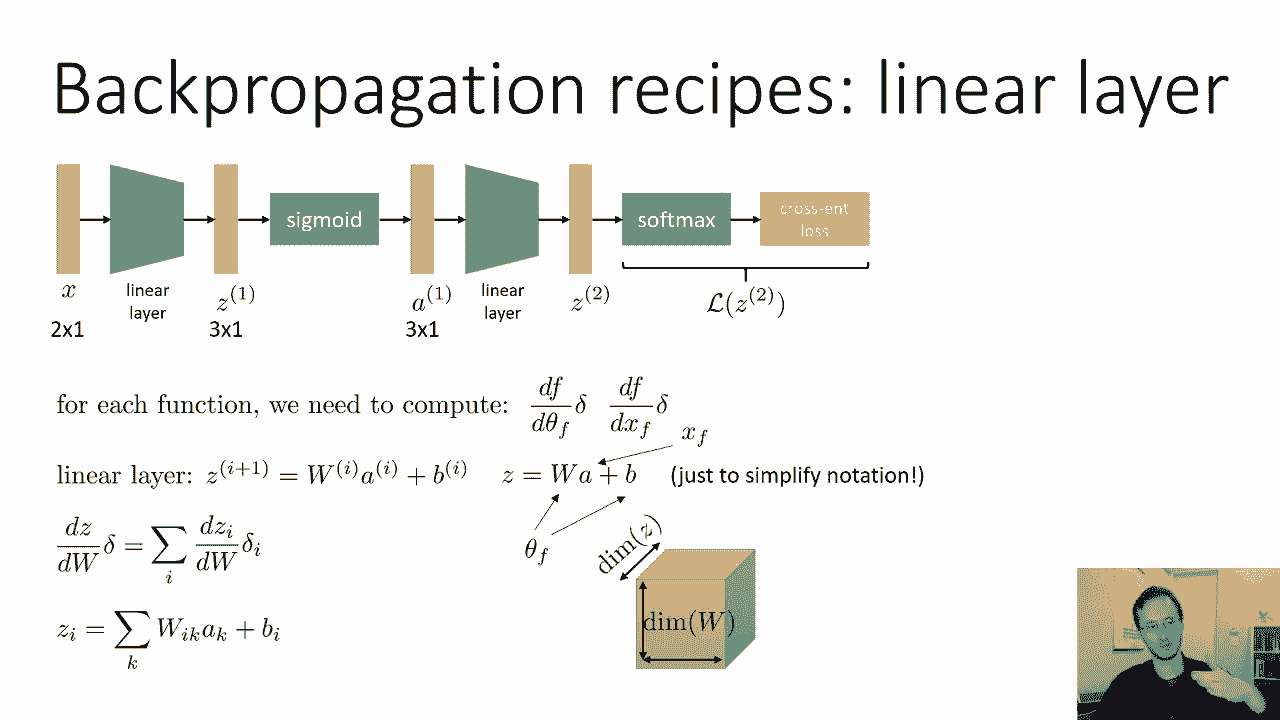 Backpropagation recipes: linear layer
sigmoid
softmax
cross-ent
loss
x
linear
layer
z^{(1)}
a^{(1)}
linear
layer
z^{(2)}
\mathcal{L}(z^{(2)})
2x1
3x1
3x1
for each function, we need to compute: \frac{df}{d\theta_f}\delta \frac{df}{dx_f}\delta
x_f
linear layer: z^{(i+1)} = W^{(i)}a^{(i)} + b^{(i)} z = Wa + b (just to simplify notation!)
\frac{dz}{dW}\delta = \sum_i \frac{dz_i}{dW}\delta_i
\theta_f
dim(z)
dim(W)
z_i = \sum_k W_{ik}a_k + b_i